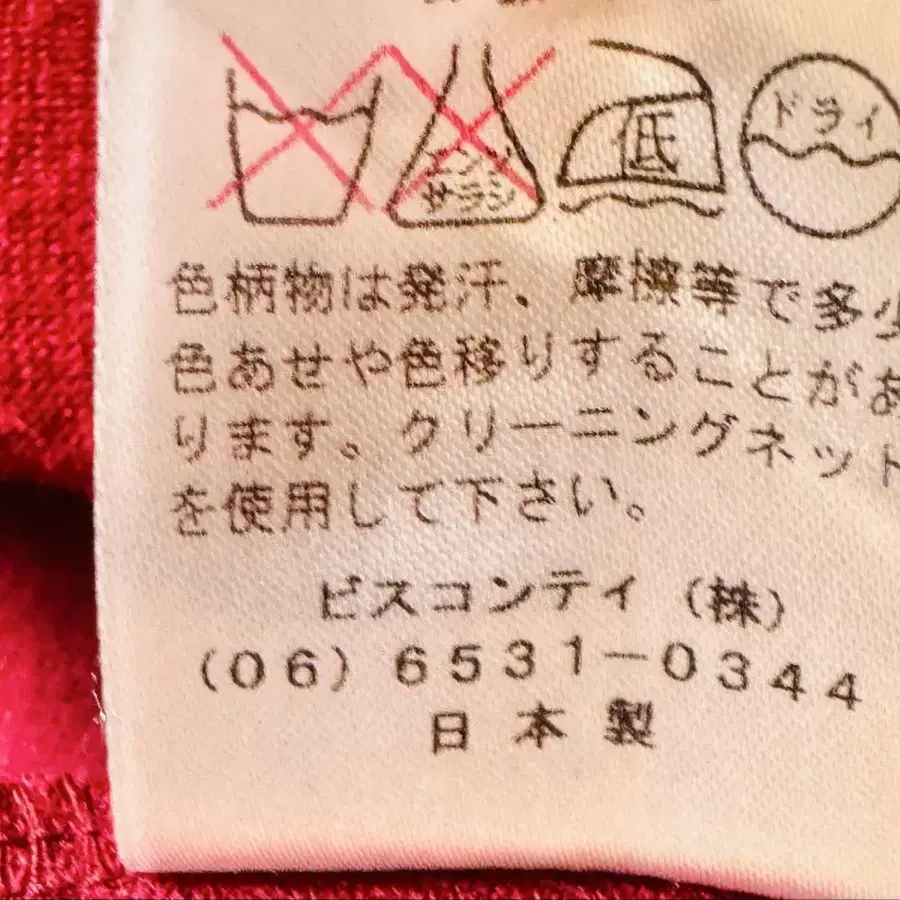 エンソ
サラシ
低
ドライ
色柄物は発汗、摩擦等で多少
色あせや色移りすることがあ
ります。クリーニングネット
を使用して下さい。
ビスコンティ（株）
（０６）６５３１－０３４４
日本製